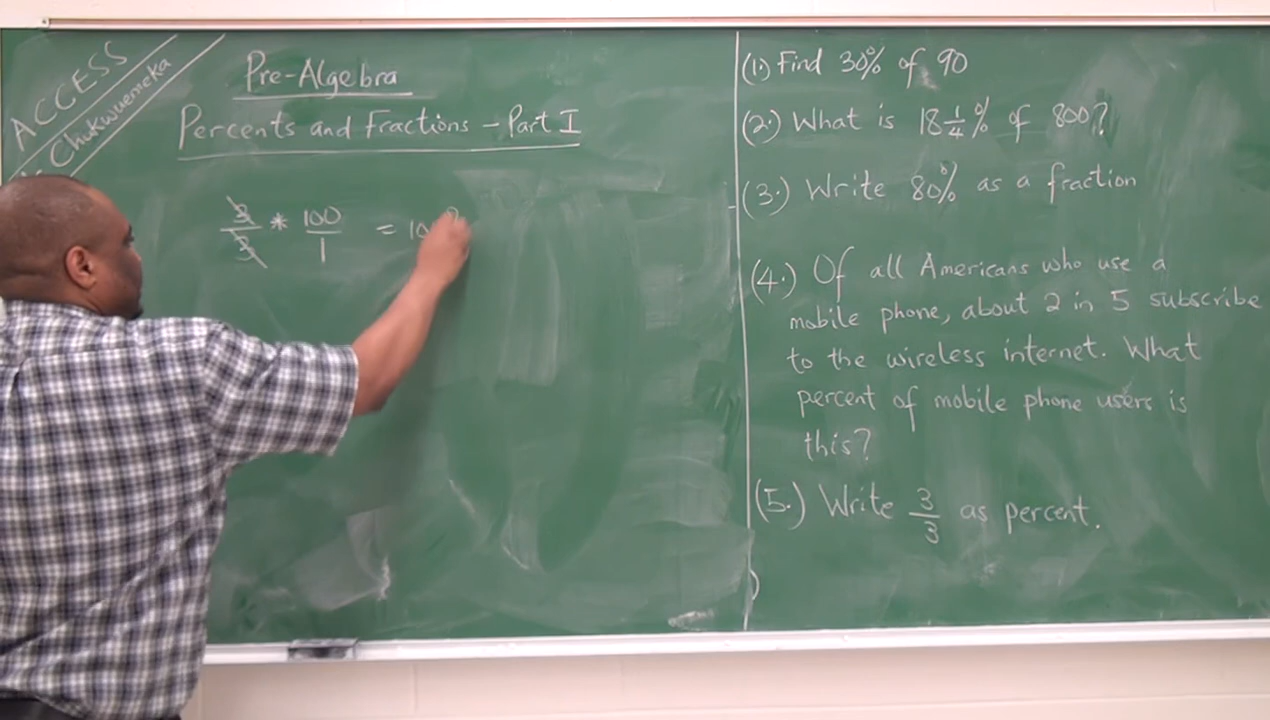 ACCESS
Chukwuemeka
Pre-Algebra
Percents and Fractions - Part I
3/3 * 100/1 =
(1.) Find 30% of 90
(2.) What is 18 1/4 % of 800?
(3.) Write 80% as a fraction
(4.) Of all Americans who use a
mobile phone, about 2 in 5 subscribe
to the wireless internet. What
percent of mobile phone users is
this?
(5.) Write 3/3 as percent.